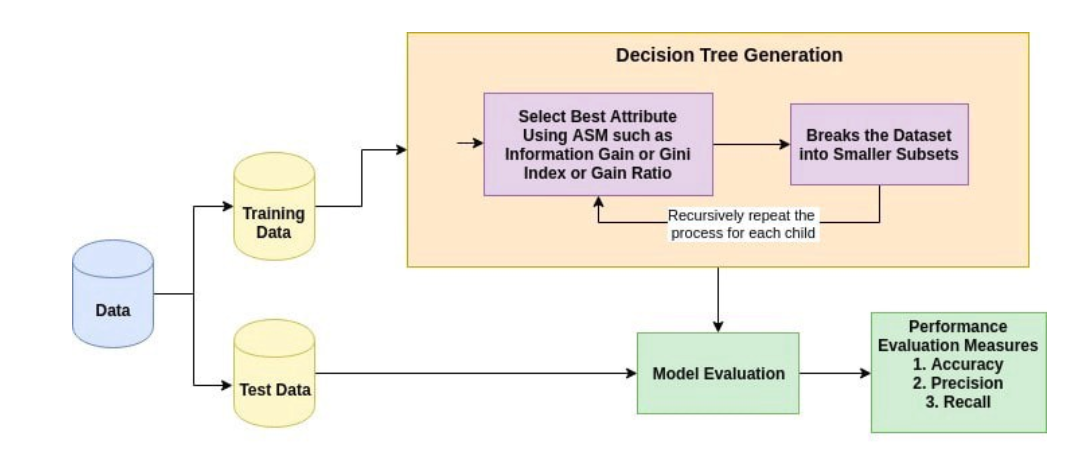 Decision Tree Generation
Select Best Attribute
Using ASM such as
Information Gain or Gini
Index or Gain Ratio
Breaks the Dataset
into Smaller Subsets
Recursively repeat the
process for each child
Training
Data
Data
Test Data
Model Evaluation
Performance
Evaluation Measures
1. Accuracy
2. Precision
3. Recall